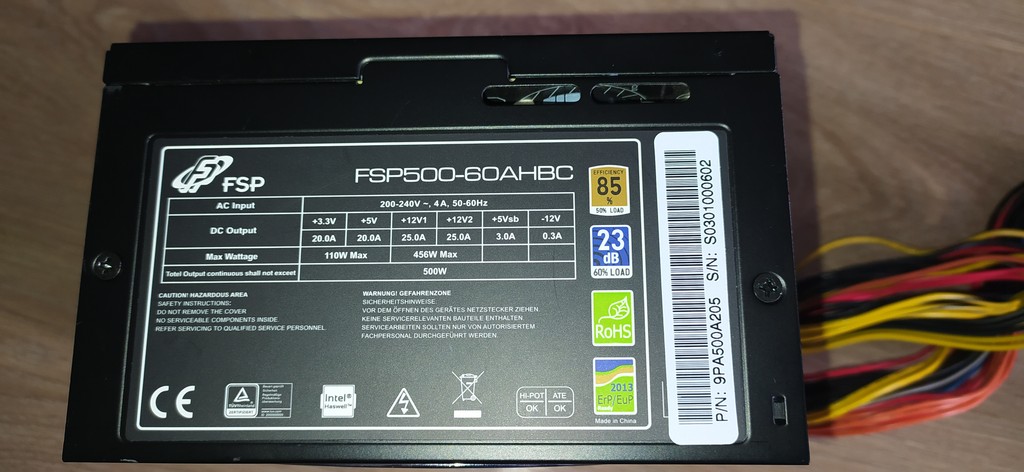 FSP
FSP500-60AHBC
AC Input
200-240V ~, 4A, 50-60Hz
DC Output
+3.3V +5V +12V1 +12V2 +5Vsb -12V
20.0A 20.0A 25.0A 25.0A 3.0A 0.3A
Max Wattage
110W Max 456W Max
Totel Output continuous shall not exceet
500W
CAUTION! HAZARDOUS AREA
SAFETY INSTRUCTIONS:
DO NOT REMOVE THE COVER
NO SERVICEABLE COMPONENTS INSIDE
REFER SERVICING TO QUALIFIED SERVICE PERSONNEL
WARNUNG! GEFAHRENZONE
SICHERHEITSHINWEISE:
VOR DEM ÖFFNEN DES GERÄTES NETZSTECKER ZIEHEN.
KEINE SERVICERELEVANTEN BAUTEILE ENTHALTEN.
SERVICEARBEITEN SOLLTEN NUR VON AUTORISIERTEM
FACHPERSONAL DURCHGEFÜHRT WERDEN.
EFFICIENCY
85
%
50% LOAD
23
dB
60% LOAD
RoHS
2013
ErP/EuP
Ready
Made in China
CE
Intel®
Haswell
HI-POT
OK
ATE
OK
P/N: 9PA500A205 S/N: S0301000602